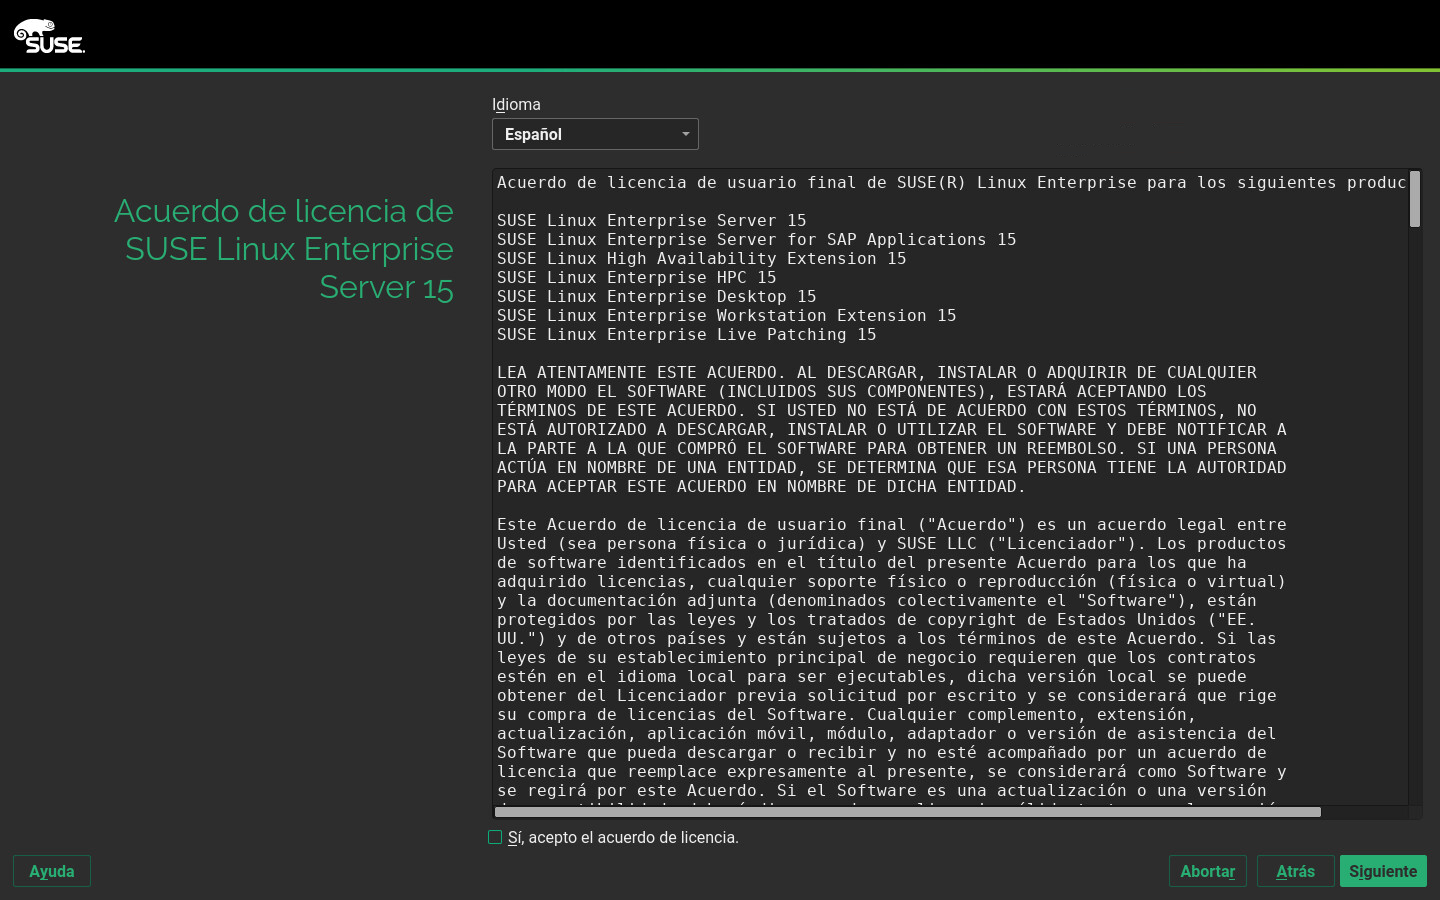 SUSE
Idioma
Español
Acuerdo de licencia de
SUSE Linux Enterprise
Server 15
Acuerdo de licencia de usuario final de SUSE(R) Linux Enterprise para los siguientes produc
SUSE Linux Enterprise Server 15
SUSE Linux Enterprise Server for SAP Applications 15
SUSE Linux High Availability Extension 15
SUSE Linux Enterprise HPC 15
SUSE Linux Enterprise Desktop 15
SUSE Linux Enterprise Workstation Extension 15
SUSE Linux Enterprise Live Patching 15
LEA ATENTAMENTE ESTE ACUERDO. AL DESCARGAR, INSTALAR O ADQUIRIR DE CUALQUIER
OTRO MODO EL SOFTWARE (INCLUIDOS SUS COMPONENTES), ESTARÁ ACEPTANDO LOS
TÉRMINOS DE ESTE ACUERDO. SI USTED NO ESTÁ DE ACUERDO CON ESTOS TÉRMINOS, NO
ESTÁ AUTORIZADO A DESCARGAR, INSTALAR O UTILIZAR EL SOFTWARE Y DEBE NOTIFICAR A
LA PARTE A LA QUE COMPRÓ EL SOFTWARE PARA OBTENER UN REEMBOLSO. SI UNA PERSONA
ACTÚA EN NOMBRE DE UNA ENTIDAD, SE DETERMINA QUE ESA PERSONA TIENE LA AUTORIDAD
PARA ACEPTAR ESTE ACUERDO EN NOMBRE DE DICHA ENTIDAD.
Este Acuerdo de licencia de usuario final ("Acuerdo") es un acuerdo legal entre
Usted (sea persona física o jurídica) y SUSE LLC ("Licenciador"). Los productos
de software identificados en el título del presente Acuerdo para los que ha
adquirido licencias, cualquier soporte físico o reproducción (física o virtual)
y la documentación adjunta (denominados colectivamente el "Software"), están
protegidos por las leyes y los tratados de copyright de Estados Unidos ("EE.
UU.") y de otros países y están sujetos a los términos de este Acuerdo. Si las
leyes de su establecimiento principal de negocio requieren que los contratos
estén en el idioma local para ser ejecutables, dicha versión local se puede
obtener del Licenciador previa solicitud por escrito y se considerará que rige
su compra de licencias del Software. Cualquier complemento, extensión,
actualización, aplicación móvil, módulo, adaptador o versión de asistencia del
Software que pueda descargar o recibir y no esté acompañado por un acuerdo de
licencia que reemplace expresamente al presente, se considerará como Software y
se regirá por este Acuerdo. Si el Software es una actualización o una versión
Sí, acepto el acuerdo de licencia.
Ayuda
Abortar
Atrás
Siguiente